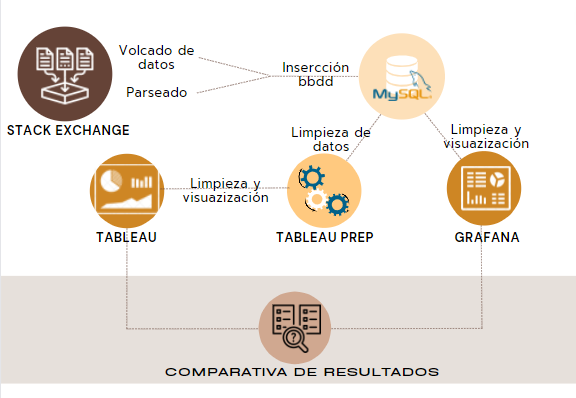 Volcado de
datos
Parseado
STACK EXCHANGE
Insercción
bbdd
MySQL
Limpieza de
datos
Limpieza y
visuazización
Limpieza y
visuazización
TABLEAU
TABLEAU PREP
GRAFANA
?
COMPARATIVA DE RESULTADOS